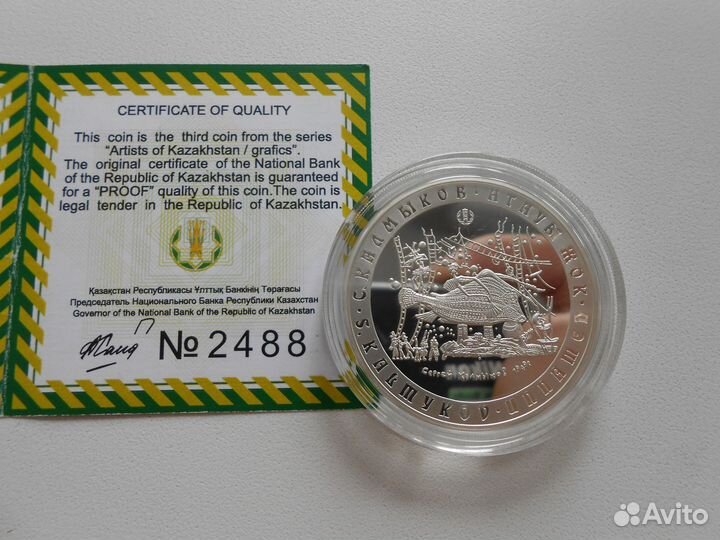 CERTIFICATE OF QUALITY
This coin is the third coin from the series
"Artists of Kazakhstan / grafics".
The original certificate of the National Bank
of the Republic of Kazakhstan is guaranteed
for a "PROOF" quality of this coin.The coin is
legal tender in the Republic of Kazakhstan.
Қазақстан Республикасы Ұлттық Банкінің Төрағасы
Председатель Национального Банка Республики Казахстан
Governor of the National Bank of the Republic of Kazakhstan
№ 2488
С.КАЛМЫКОВ
Avito